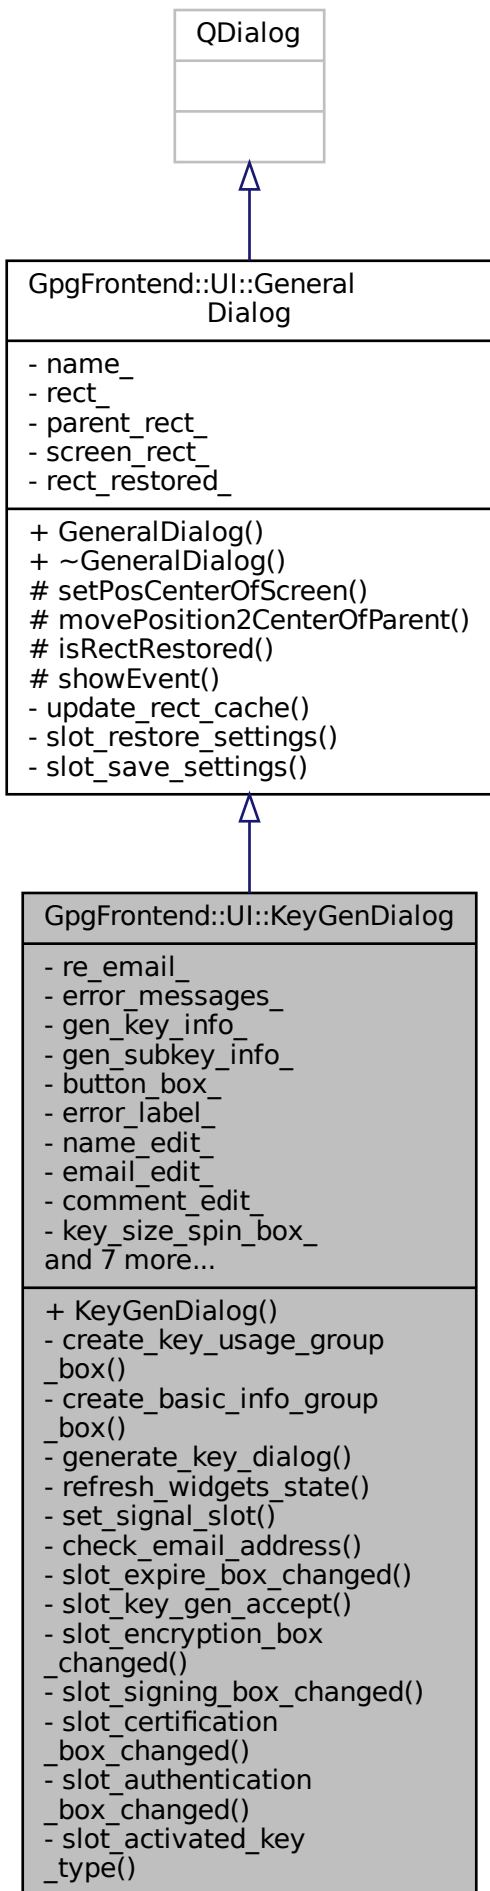 QDialog
GpgFrontend::UI::General
Dialog
- name_
- rect_
- parent_rect_
- screen_rect_
- rect_restored_
+ GeneralDialog()
+ ~GeneralDialog()
# setPosCenterOfScreen()
# movePosition2CenterOfParent()
# isRectRestored()
# showEvent()
- update_rect_cache()
- slot_restore_settings()
- slot_save_settings()
GpgFrontend::UI::KeyGenDialog
- re_email_
- error_messages_
- gen_key_info_
- gen_subkey_info_
- button_box_
- error_label_
- name_edit_
- email_edit_
- comment_edit_
- key_size_spin_box_
and 7 more...
+ KeyGenDialog()
- create_key_usage_group
_box()
- create_basic_info_group
_box()
- generate_key_dialog()
- refresh_widgets_state()
- set_signal_slot()
- check_email_address()
- slot_expire_box_changed()
- slot_key_gen_accept()
- slot_encryption_box
_changed()
- slot_signing_box_changed()
- slot_certification
_box_changed()
- slot_authentication
_box_changed()
- slot_activated_key
_type()